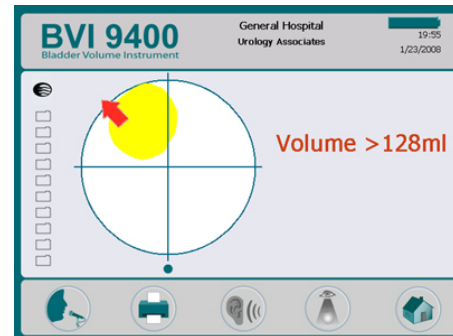 BVI 9400
Bladder Volume Instrument
General Hospital
Urology Associates
19:55
1/23/2008
Volume >128ml